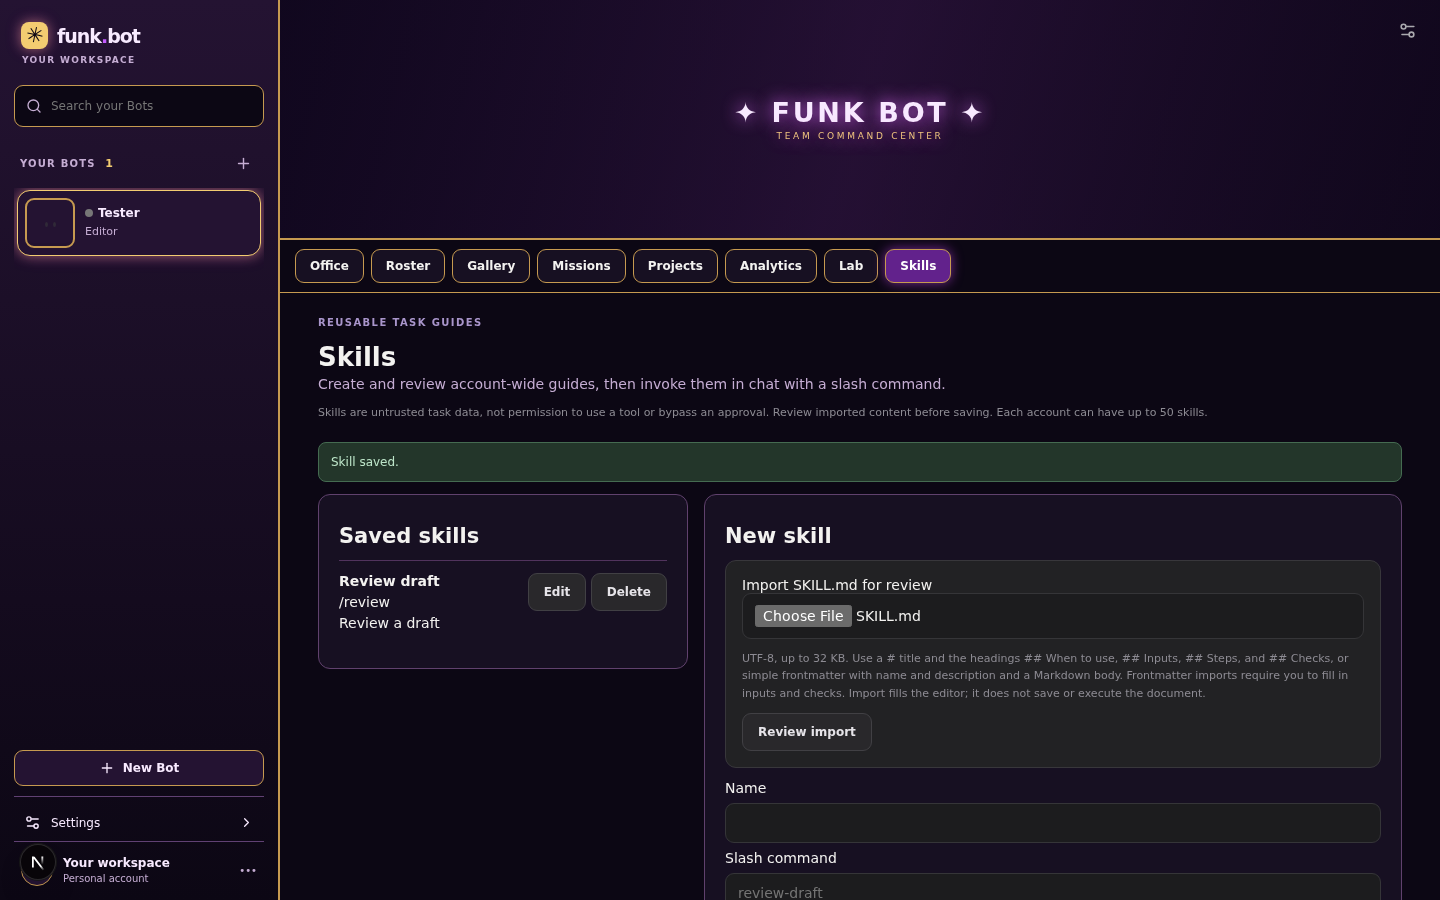 funk.bot
YOUR WORKSPACE
Search your Bots
YOUR BOTS 1
Tester
Editor
New Bot
Settings
N
Your workspace
Personal account
✦ FUNK BOT ✦
TEAM COMMAND CENTER
Office
Roster
Gallery
Missions
Projects
Analytics
Lab
Skills
REUSABLE TASK GUIDES
Skills
Create and review account-wide guides, then invoke them in chat with a slash command.
Skills are untrusted task data, not permission to use a tool or bypass an approval. Review imported content before saving. Each account can have up to 50 skills.
Skill saved.
Saved skills
Review draft
/review
Review a draft
Edit
Delete
New skill
Import SKILL.md for review
Choose File SKILL.md
UTF-8, up to 32 KB. Use a # title and the headings ## When to use, ## Inputs, ## Steps, and ## Checks, or
simple frontmatter with name and description and a Markdown body. Frontmatter imports require you to fill in
inputs and checks. Import fills the editor; it does not save or execute the document.
Review import
Name
Slash command
review-draft